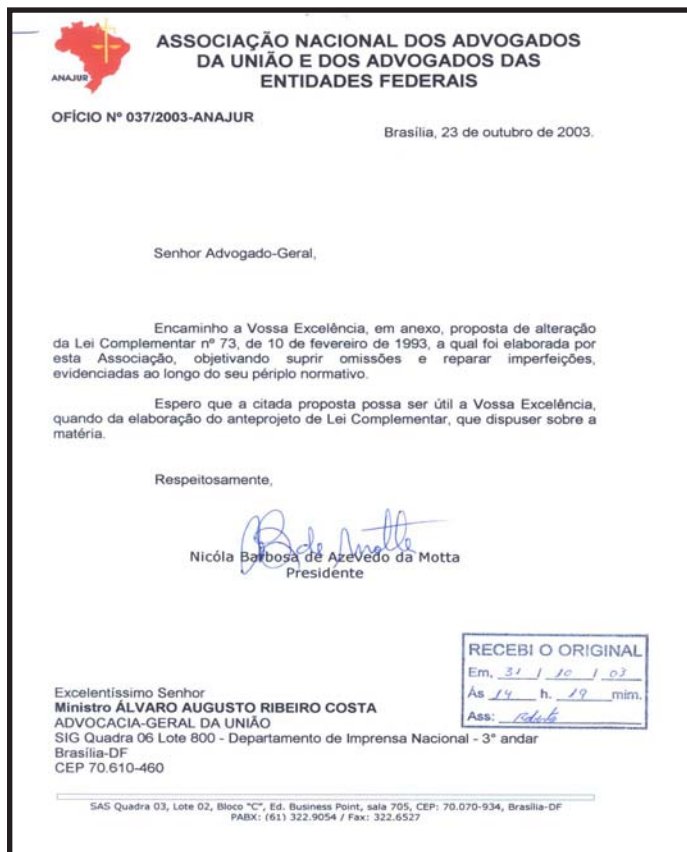 ANAJUR
ASSOCIAÇÃO NACIONAL DOS ADVOGADOS
DA UNIÃO E DOS ADVOGADOS DAS
ENTIDADES FEDERAIS
OFÍCIO Nº 037/2003-ANAJUR
Brasília, 23 de outubro de 2003.
Senhor Advogado-Geral,
Encaminho a Vossa Excelência, em anexo, proposta de alteração
da Lei Complementar nº 73, de 10 de fevereiro de 1993, a qual foi elaborada por
esta Associação, objetivando suprir omissões e reparar imperfeições,
evidenciadas ao longo do seu périplo normativo.
Espero que a citada proposta possa ser útil a Vossa Excelência,
quando da elaboração do anteprojeto de Lei Complementar, que dispuser sobre a
matéria.
Respeitosamente,
Nicóla Barbosa de Azevedo da Motta
Presidente
RECEBI O ORIGINAL
Em, 31 / 10 / 03
Às 14 h. 19 mim.
Ass:
Excelentíssimo Senhor
Ministro ÁLVARO AUGUSTO RIBEIRO COSTA
ADVOCACIA-GERAL DA UNIÃO
SIG Quadra 06 Lote 800 - Departamento de Imprensa Nacional - 3° andar
Brasília-DF
CEP 70.610-460
SAS Quadra 03, Lote 02, Bloco "C", Ed. Business Point, sala 705, CEP: 70.070-934, Brasília-DF
PABX: (61) 322.9054 / Fax: 322.6527